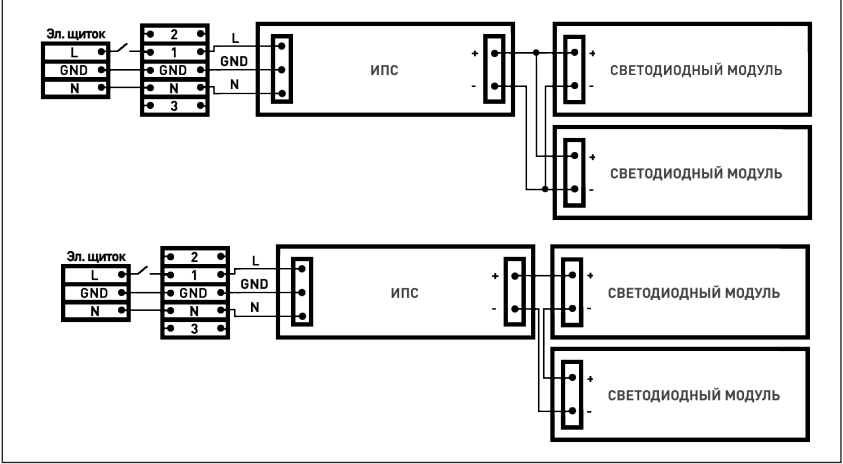 Эл. щиток
L
GND
N
2
1
GND
N
3
L
GND
N
ИПС
+
-
+
-
СВЕТОДИОДНЫЙ МОДУЛЬ
+
-
СВЕТОДИОДНЫЙ МОДУЛЬ
Эл. щиток
L
GND
N
2
1
GND
N
3
L
GND
N
ИПС
+
-
+
-
СВЕТОДИОДНЫЙ МОДУЛЬ
+
-
СВЕТОДИОДНЫЙ МОДУЛЬ